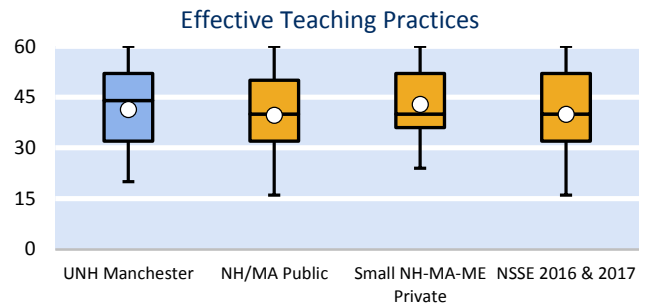 Effective Teaching Practices
60
45
30
15
0
UNH Manchester
NH/MA Public
Small NH-MA-ME
Private
NSSE 2016 & 2017